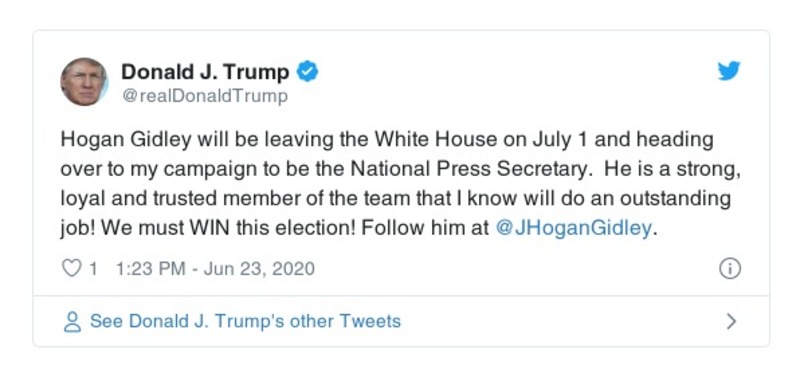 Donald J. Trump
@realDonaldTrump
Hogan Gidley will be leaving the White House on July 1 and heading
over to my campaign to be the National Press Secretary.  He is a strong,
loyal and trusted member of the team that I know will do an outstanding
job! We must WIN this election! Follow him at @JHoganGidley.
1 1:23 PM - Jun 23, 2020
See Donald J. Trump's other Tweets